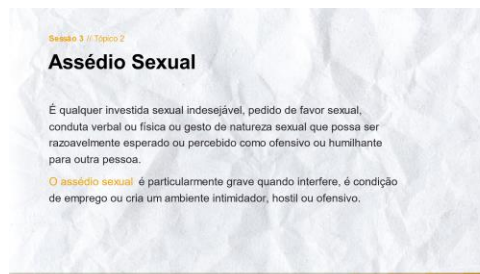 Sessão 3 // Tópico 2
Assédio Sexual
É qualquer investida sexual indesejável, pedido de favor sexual,
conduta verbal ou física ou gesto de natureza sexual que possa ser
razoavelmente esperado ou percebido como ofensivo ou humilhante
para outra pessoa.
O assédio sexual é particularmente grave quando interfere, é condição
de emprego ou cria um ambiente intimidador, hostil ou ofensivo.